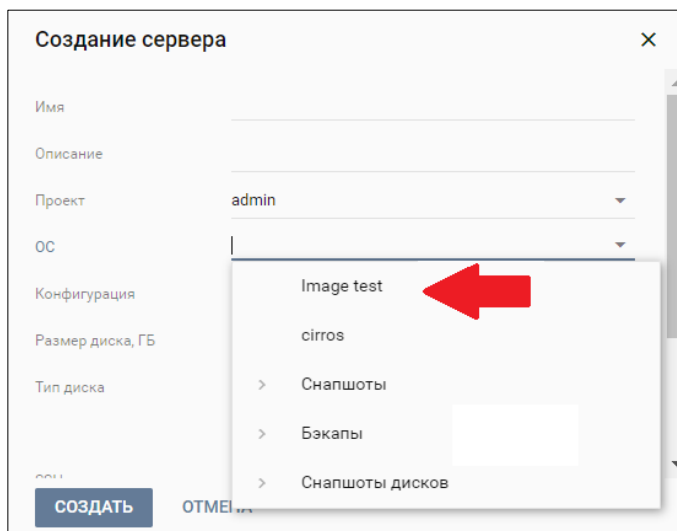 Создание сервера
Имя
Описание
Проект admin
ОС
Image test
Конфигурация
cirros
Размер диска, ГБ
Снапшоты
Тип диска
Бэкапы
Снапшоты дисков
СОЗДАТЬ ОТМЕНА